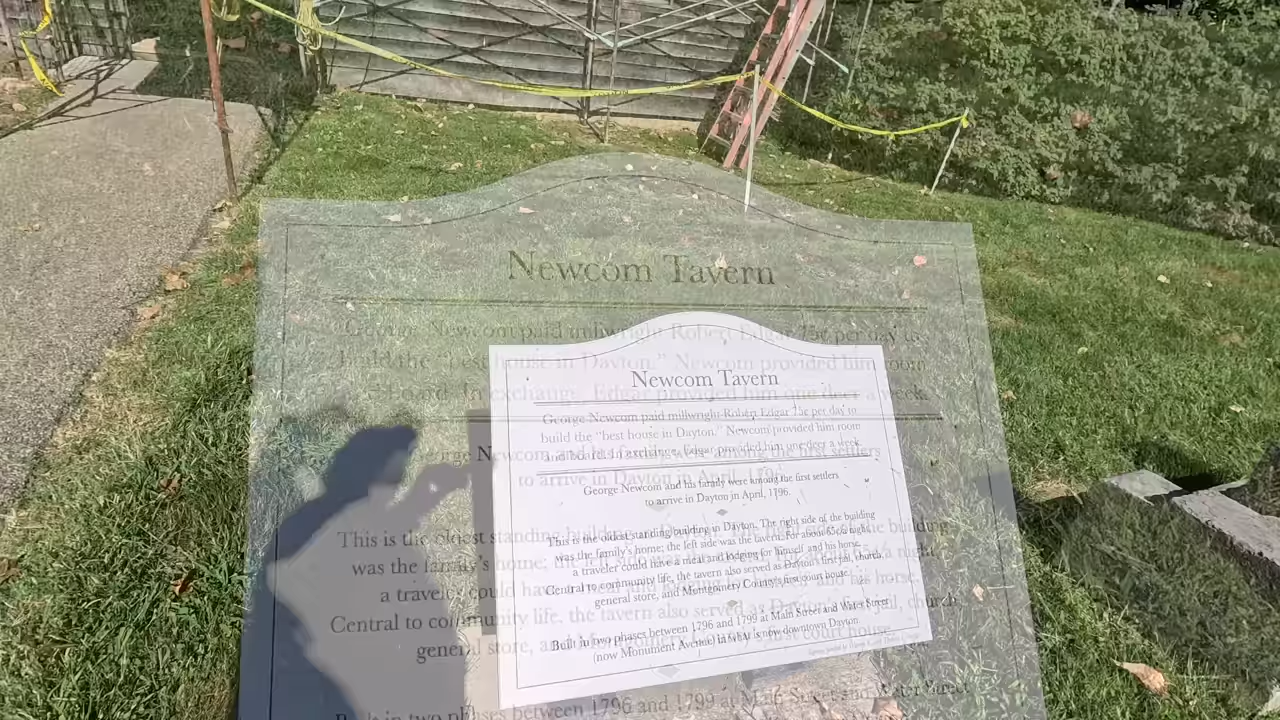 Newcom Tavern
George Newcom paid millwright Robert Edgar 75¢ per day to
build the "best house in Dayton." Newcom provided him room
and board. In exchange, Edgar provided him one deer a week.
George Newcom and his family were among the first settlers
to arrive in Dayton in April, 1796.
This is the oldest standing building in Dayton. The right side of the building
was the family's home; the left side was the tavern. For about 65¢ a night,
a traveler could have a meal and lodging for himself and his horse.
Central to community life, the tavern also served as Dayton's first jail, church,
general store, and Montgomery County's first court house.
Built in two phases between 1796 and 1799 at Main Street and Water Street
(now Monument Avenue) in what is now downtown Dayton.